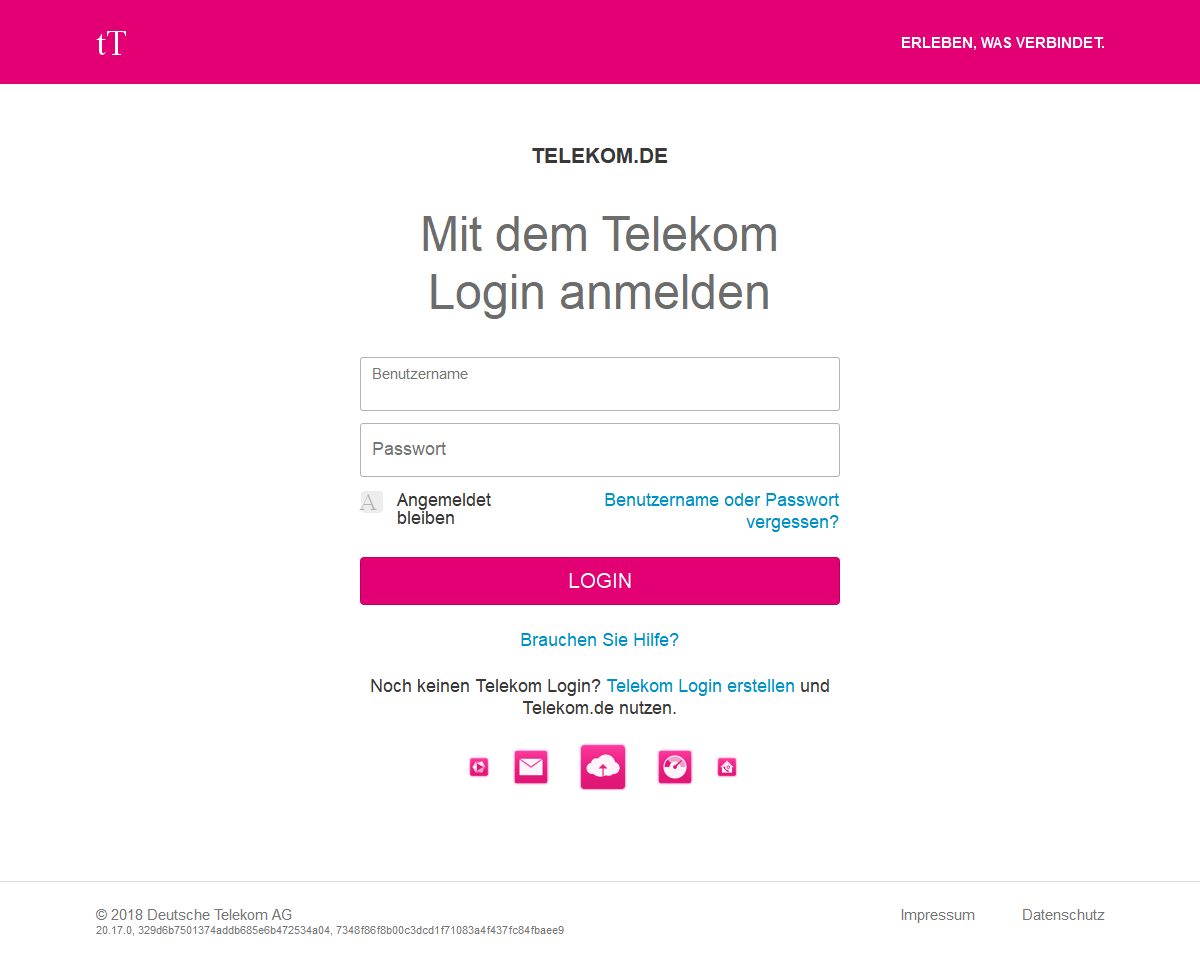 tT
ERLEBEN, WAS VERBINDET.
TELEKOM.DE
Mit dem Telekom
Login anmelden
Benutzername
Passwort
A
Angemeldet
bleiben
Benutzername oder Passwort
vergessen?
LOGIN
Brauchen Sie Hilfe?
Noch keinen Telekom Login? Telekom Login erstellen und
Telekom.de nutzen.
© 2018 Deutsche Telekom AG
Impressum
Datenschutz
20.17.0, 329d6b7501374addb685e6b472534a04, 7348f86f8b00c3dcd1f71083a4f437fc84fbaee9